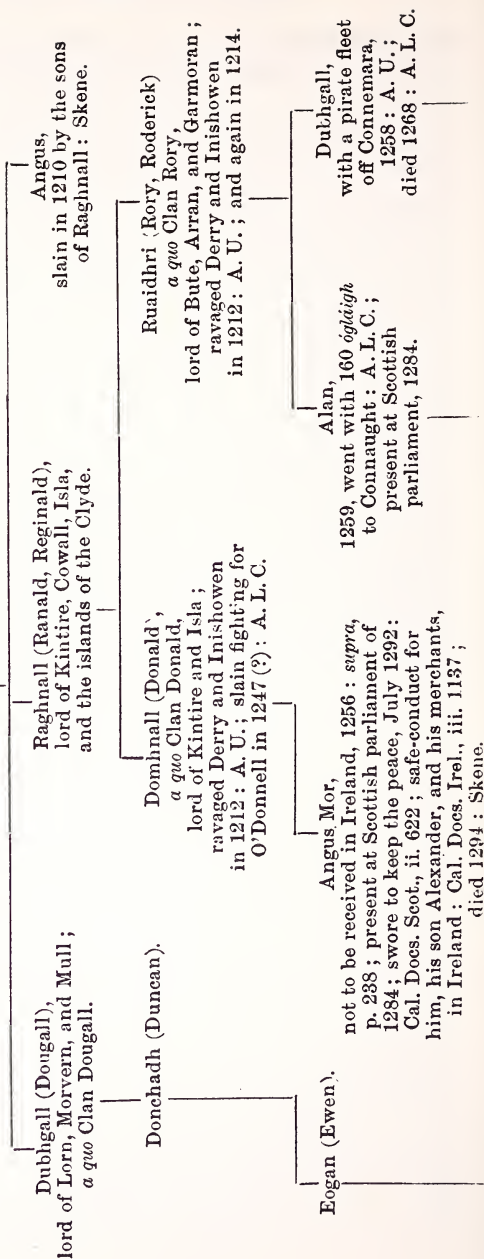 Dubhgall (Dougall),
lord of Lorn, Morvern, and Mull ;
a quo Clan Dougall.
Raghnall (Ranald, Reginald),
lord of Kintire, Cowall, Isla,
and the islands of the Clyde.
Angus,
slain in 1210 by the sons
of Raghnall : Skene.
Donchadh (Duncan).
Domhnall (Donald),
a quo Clan Donald,
lord of Kintire and Isla ;
ravaged Derry and Inishowen
in 1212 : A. U. ; slain fighting for
O'Donnell in 1247 (?) : A. L. C.
Ruaidhri (Rory, Roderick)
a quo Clan Rory,
lord of Bute, Arran, and Garmoran ;
ravaged Derry and Inishowen
in 1212 : A. U. ; and again in 1214.
Eogan (Ewen).
Angus Mor,
not to be received in Ireland, 1256 : supra,
p. 238 ; present at Scottish parliament of
1284 ; swore to keep the peace, July 1292 :
Cal. Docs. Scot., ii. 622 ; safe-conduct for
him, his son Alexander, and his merchants,
in Ireland : Cal. Docs. Irel., iii. 1137 ;
died 1294 : Skene.
Alan,
1259, went with 160 ógláigh
to Connaught : A. L. C. ;
present at Scottish
parliament, 1284.
Duthgall,
with a pirate fleet
off Connemara,
1258 : A. U. ;
died 1268 : A. L. C.